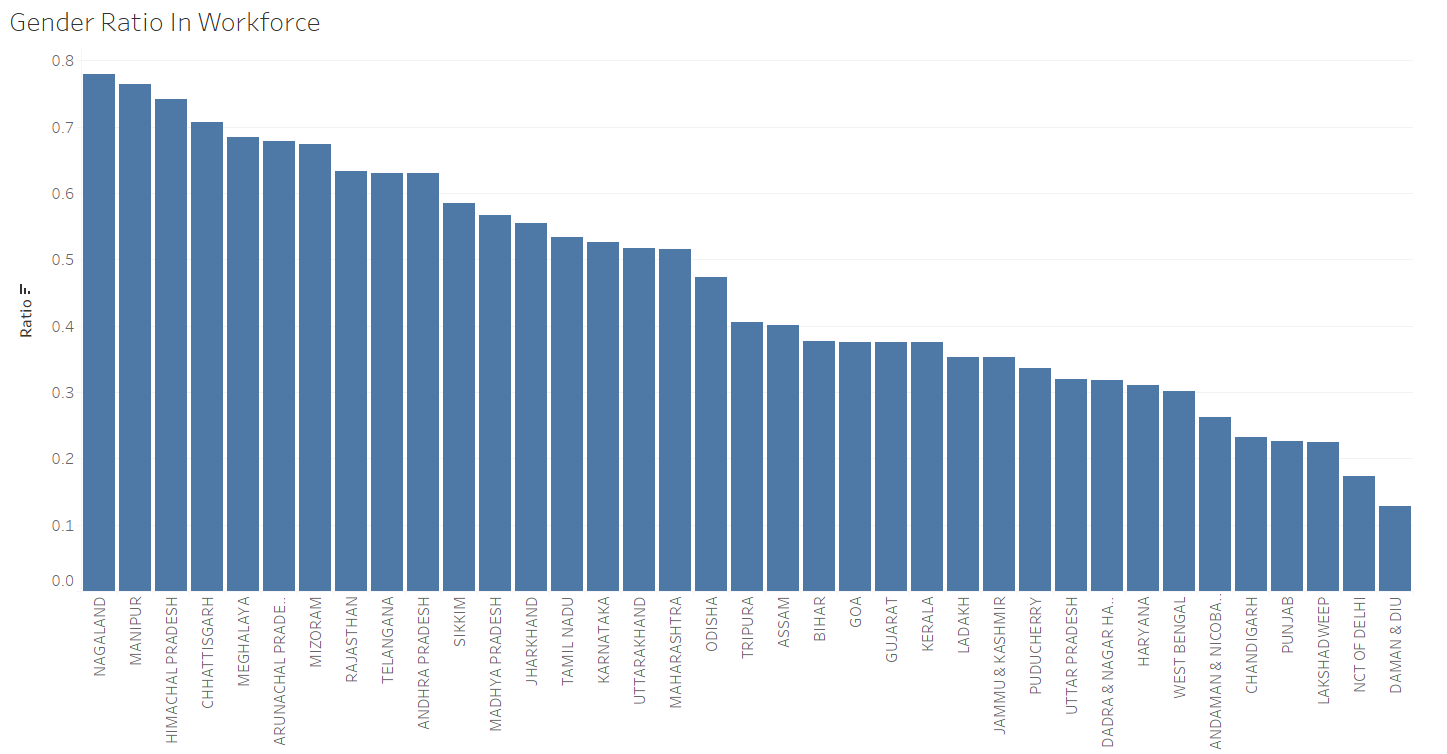 Gender Ratio In Workforce
Ratio
0.8
0.7
0.6
0.5
0.4
0.3
0.2
0.1
0.0
NAGALAND
MANIPUR
HIMACHAL PRADESH
CHHATTISGARH
MEGHALAYA
ARUNACHAL PRADE..
MIZORAM
RAJASTHAN
TELANGANA
ANDHRA PRADESH
SIKKIM
MADHYA PRADESH
JHARKHAND
TAMIL NADU
KARNATAKA
UTTARAKHAND
MAHARASHTRA
ODISHA
TRIPURA
ASSAM
BIHAR
GOA
GUJARAT
KERALA
LADAKH
JAMMU & KASHMIR
PUDUCHERRY
UTTAR PRADESH
DADRA & NAGAR HA..
HARYANA
WEST BENGAL
ANDAMAN & NICOBA..
CHANDIGARH
PUNJAB
LAKSHADWEEP
NCT OF DELHI
DAMAN & DIU